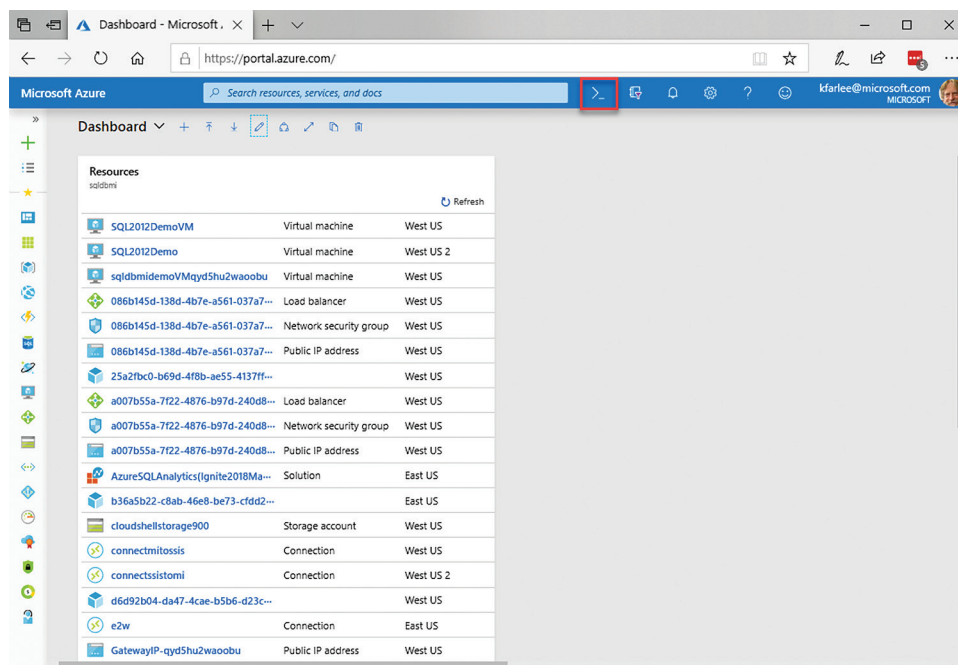 Dashboard - Microsoft .
https://portal.azure.com/
5
Microsoft Azure
Search resources, services, and docs
>_
?
kfarlee@microsoft.com
MICROSOFT
Dashboard
Resources
sqldbmi
Refresh
SQL2012DemoVM Virtual machine West US
SQL2012Demo Virtual machine West US 2
sqldbmidemoVMqyd5hu2waoobu Virtual machine West US
086b145d-138d-4b7e-a561-037a7··· Load balancer West US
086b145d-138d-4b7e-a561-037a7··· Network security group West US
086b145d-138d-4b7e-a561-037a7··· Public IP address West US
25a2fbc0-b69d-4f8b-ae55-4137ff··· West US
a007b55a-7f22-4876-b97d-240d8··· Load balancer West US
a007b55a-7f22-4876-b97d-240d8··· Network security group West US
a007b55a-7f22-4876-b97d-240d8··· Public IP address West US
AzureSQLAnalytics(Ignite2018Ma··· Solution East US
b36a5b22-c8ab-46e8-be73-cfdd2··· East US
cloudshellstorage900 Storage account West US
connectmitossis Connection West US
connectssistomi Connection West US 2
d6d92b04-da47-4cae-b5b6-d23c··· West US
e2w Connection East US
GatewayIP-qyd5hu2waoobu Public IP address West US